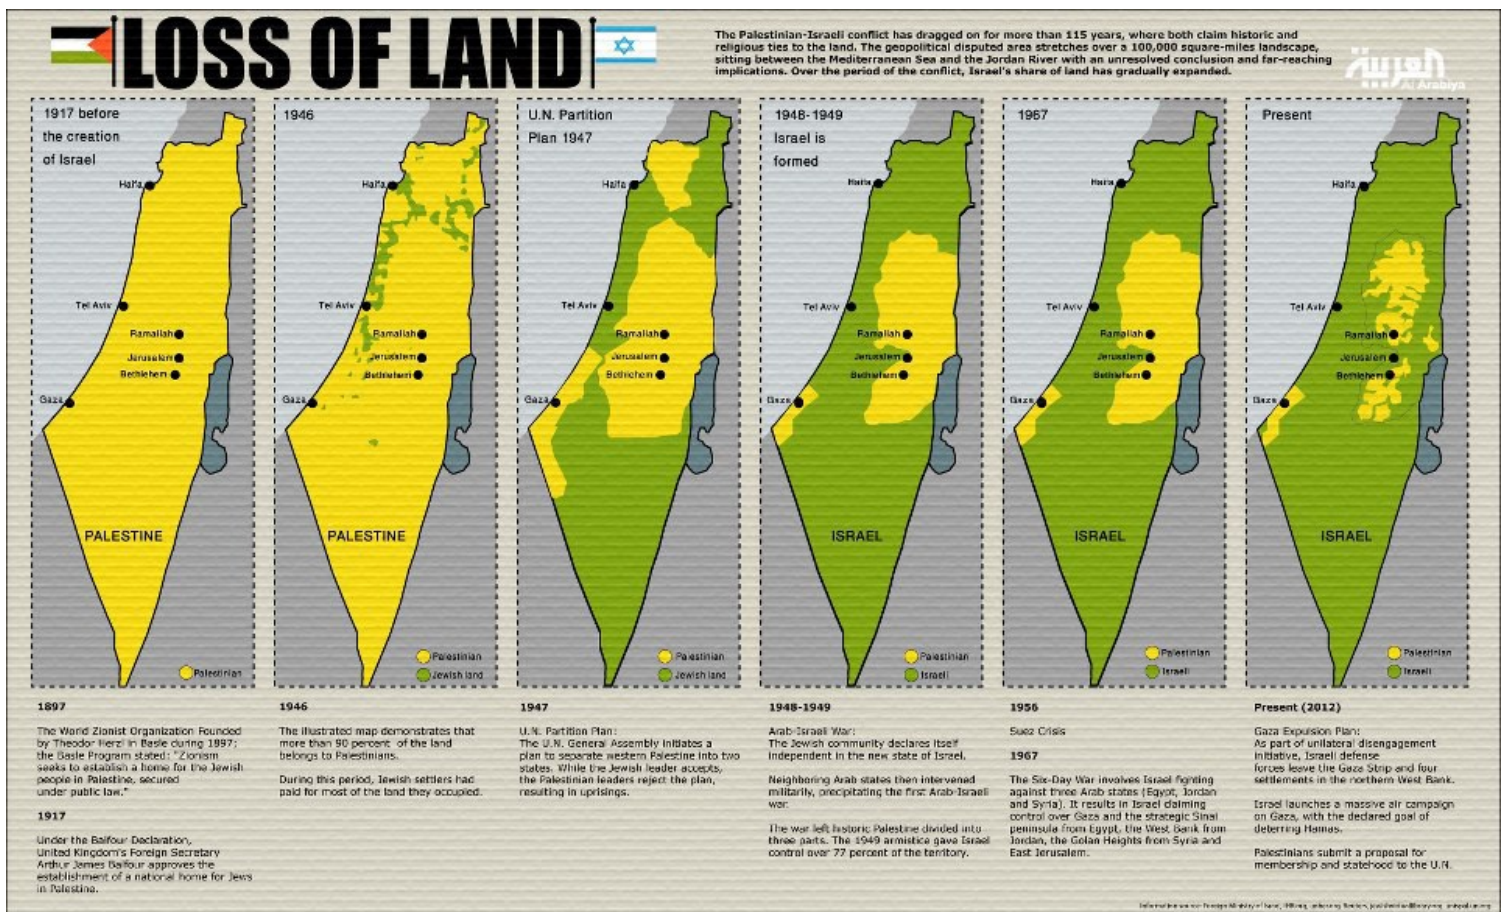 LOSS OF LAND
The Palestinian-Israeli conflict has dragged on for more than 115 years, where both claim historic and
religious ties to the land. The geopolitical disputed area stretches over a 100,000 square-miles landscape,
sitting between the Mediterranean Sea and the Jordan River with an unresolved conclusion and far-reaching
implications. Over the period of the conflict, Israel's share of land has gradually expanded.
العربية
Al Arabiya
1917 before
the creation
of Israel
Haifa
Tel Aviv
Ramallah
Jerusalem
Bethlehem
Gaza
PALESTINE
Palestinian
1946
Haifa
Tel Aviv
Ramallah
Jerusalem
Bethlehem
Gaza
PALESTINE
Palestinian
Jewish land
U.N. Partition
Plan 1947
Haifa
Tel Aviv
Ramallah
Jerusalem
Bethlehem
Gaza
Palestinian
Jewish land
1948-1949
Israel is
formed
Haifa
Tel Aviv
Ramallah
Jerusalem
Bethlehem
Gaza
ISRAEL
Palestinian
Israeli
1967
Haifa
Tel Aviv
Ramallah
Jerusalem
Bethlehem
Gaza
ISRAEL
Palestinian
Israeli
Present
Haifa
Tel Aviv
Ramallah
Jerusalem
Bethlehem
Gaza
ISRAEL
Palestinian
Israeli
1897
The World Zionist Organization Founded
by Theodor Herzl in Basle during 1897;
the Basle Program stated: "Zionism
seeks to establish a home for the Jewish
people in Palestine, secured
under public law."
1917
Under the Balfour Declaration,
United Kingdom's Foreign Secretary
Arthur James Balfour approves the
establishment of a national home for Jews
in Palestine.
1946
The illustrated map demonstrates that
more than 90 percent of the land
belongs to Palestinians.
During this period, Jewish settlers had
paid for most of the land they occupied.
1947
U.N. Partition Plan:
The U.N. General Assembly initiates a
plan to separate western Palestine into two
states. While the Jewish leader accepts,
the Palestinian leaders reject the plan,
resulting in uprisings.
1948-1949
Arab-Israel War:
The Jewish community declares itself
independent in the new state of Israel.
Neighboring Arab states then intervened
militarily, precipitating the first Arab-Israeli
war.
The war left historic Palestine divided into
three parts. The 1949 armistice gave Israel
control over 77 percent of the territory.
1956
Suez Crisis
1967
The Six-Day War involves Israel fighting
against three Arab states (Egypt, Jordan
and Syria). It results in Israel claiming
control over Gaza and the strategic Sinai
peninsula from Egypt, the West Bank from
Jordan, the Golan Heights from Syria and
East Jerusalem.
Present (2012)
Gaza Expulsion Plan:
As part of unilateral disengagement
initiative, Israeli defense
forces leave the Gaza Strip and four
settlements in the northern West Bank.
Israel launches a massive air campaign
on Gaza, with the declared goal of
deterring Hamas.
Palestinians submit a proposal for
membership and statehood to the U.N.